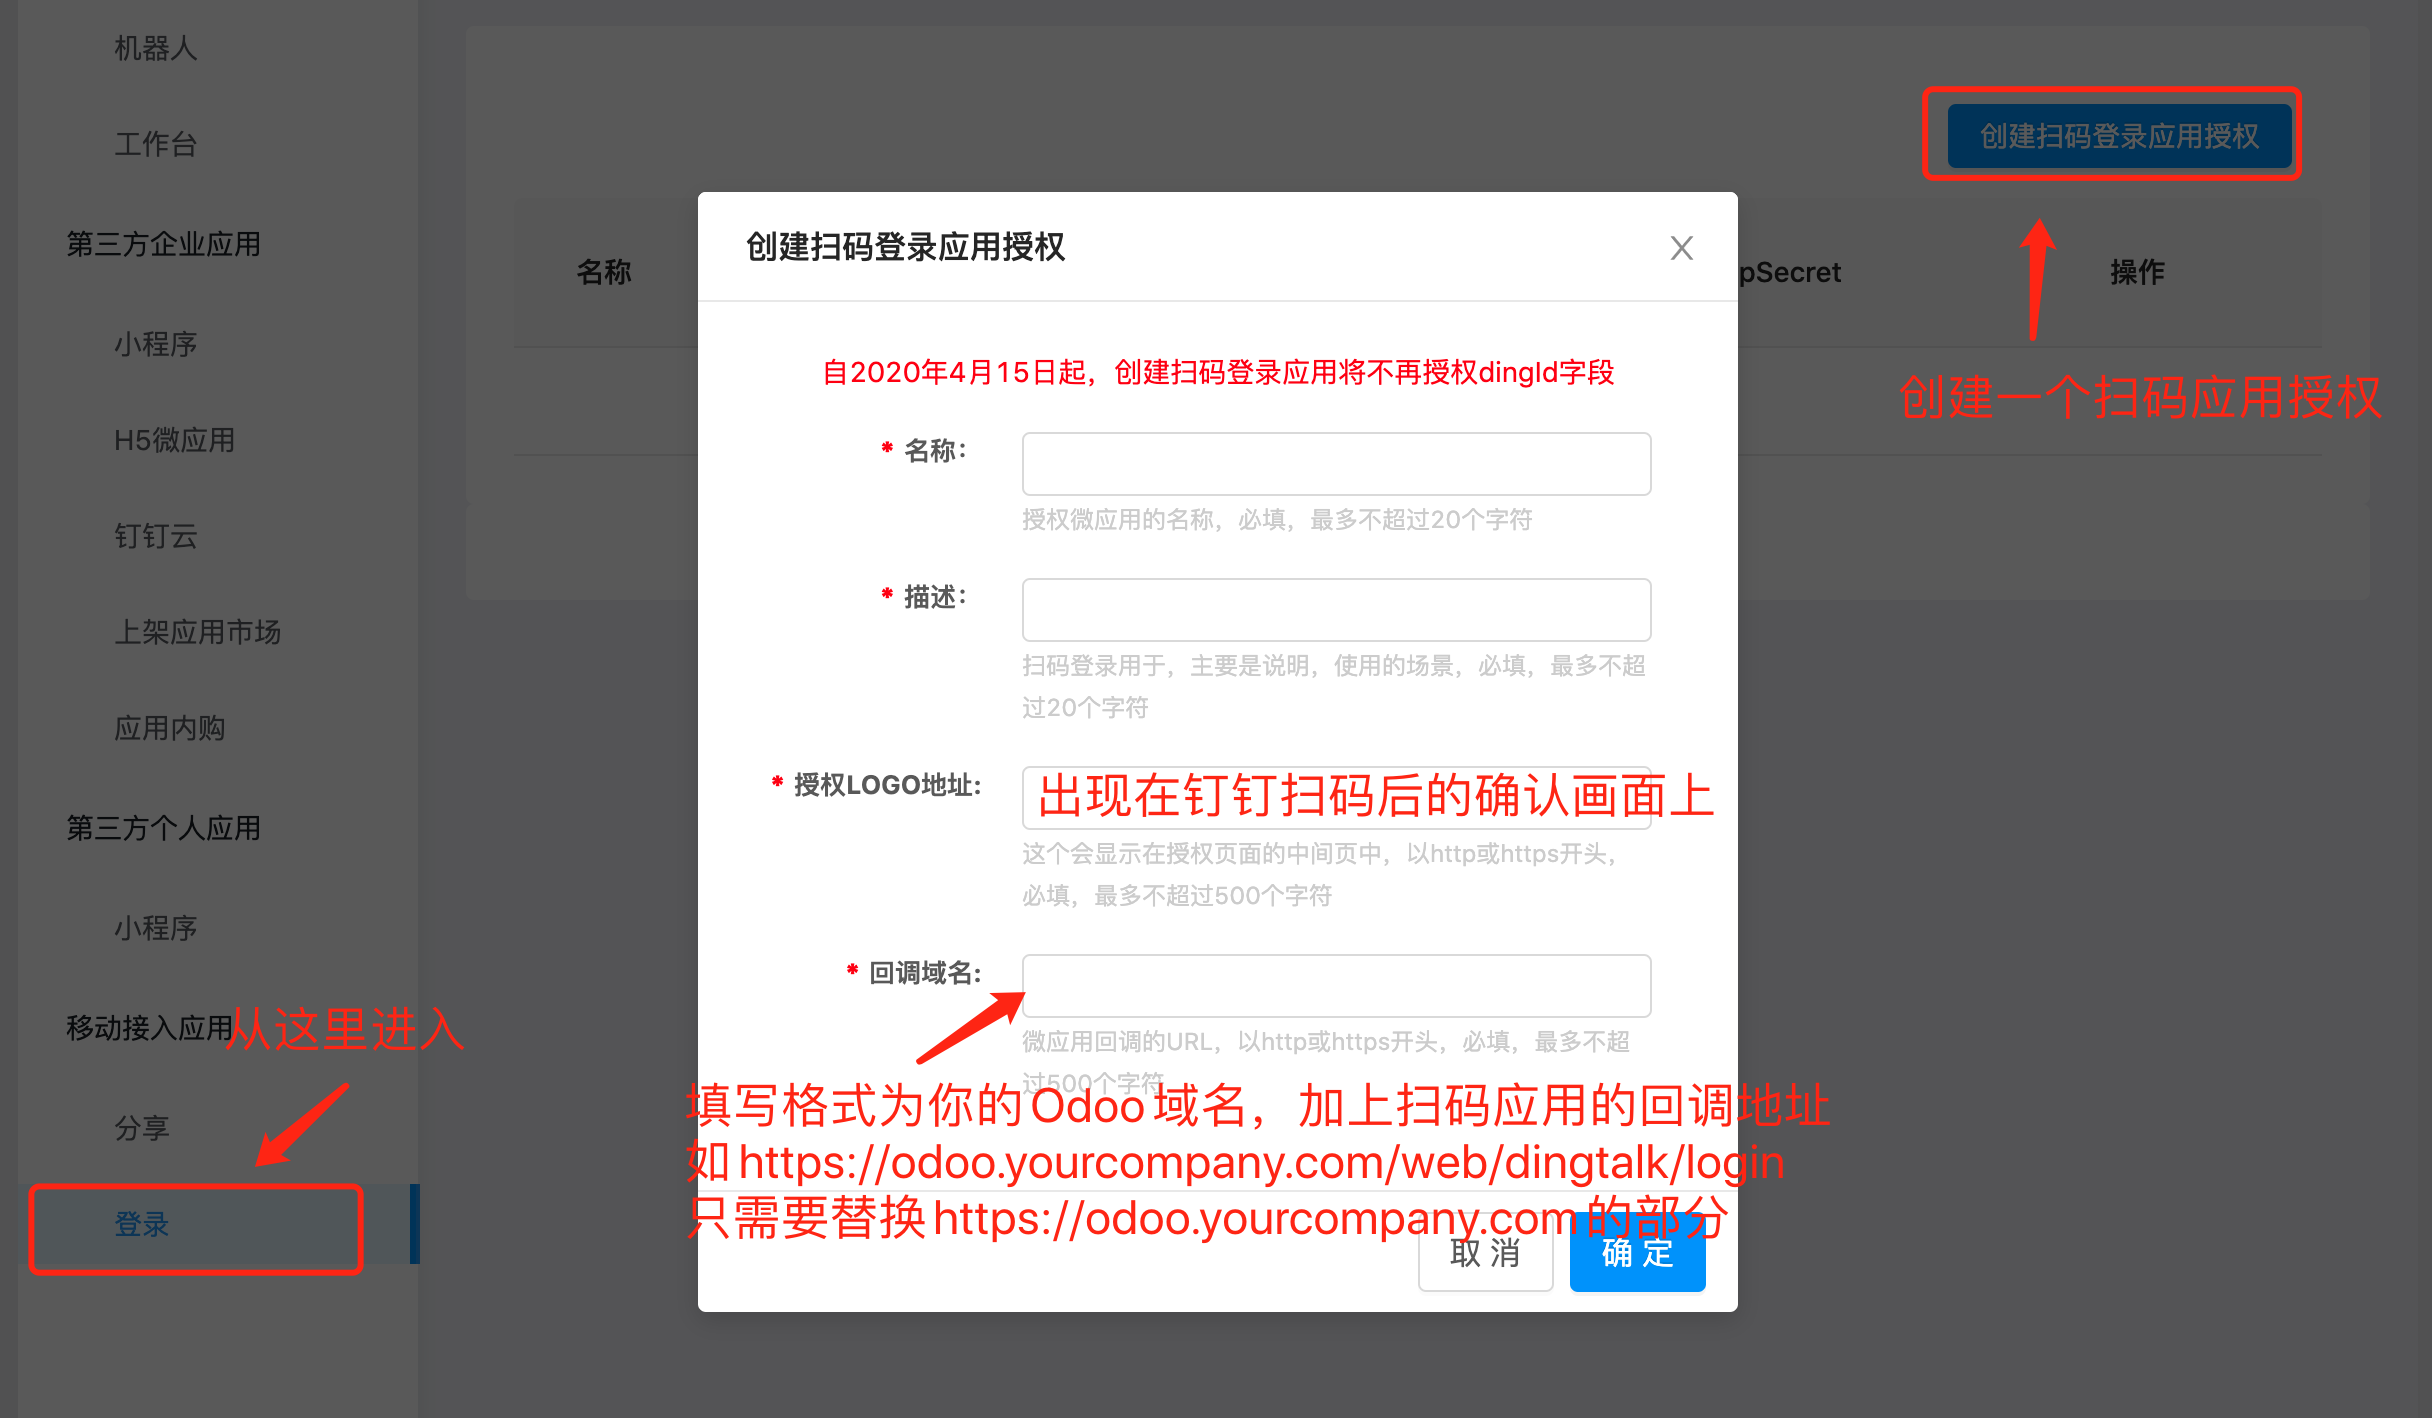 机器人
工作台
第三方企业应用
小程序
H5微应用
钉钉云
上架应用市场
应用内购
第三方个人应用
小程序
移动接入应用
从这里进入
分享
登录
创建扫码登录应用授权
名称
pSecret
操作
创建一个扫码应用授权
创建扫码登录应用授权
X
自2020年4月15日起，创建扫码登录应用将不再授权dingId字段
* 名称：
授权微应用的名称，必填，最多不超过20个字符
* 描述：
扫码登录用于，主要是说明，使用的场景，必填，最多不超
过20个字符
* 授权LOGO地址:
出现在钉钉扫码后的确认画面上
这个会显示在授权页面的中间页中，以http或https开头，
必填，最多不超过500个字符
* 回调域名:
微应用回调的URL，以http或https开头，必填，最多不超
过500个字符
填写格式为你的Odoo域名，加上扫码应用的回调地址
如https://odoo.yourcompany.com/web/dingtalk/login
只需要替换https://odoo.yourcompany.com的部分
取 消
确 定